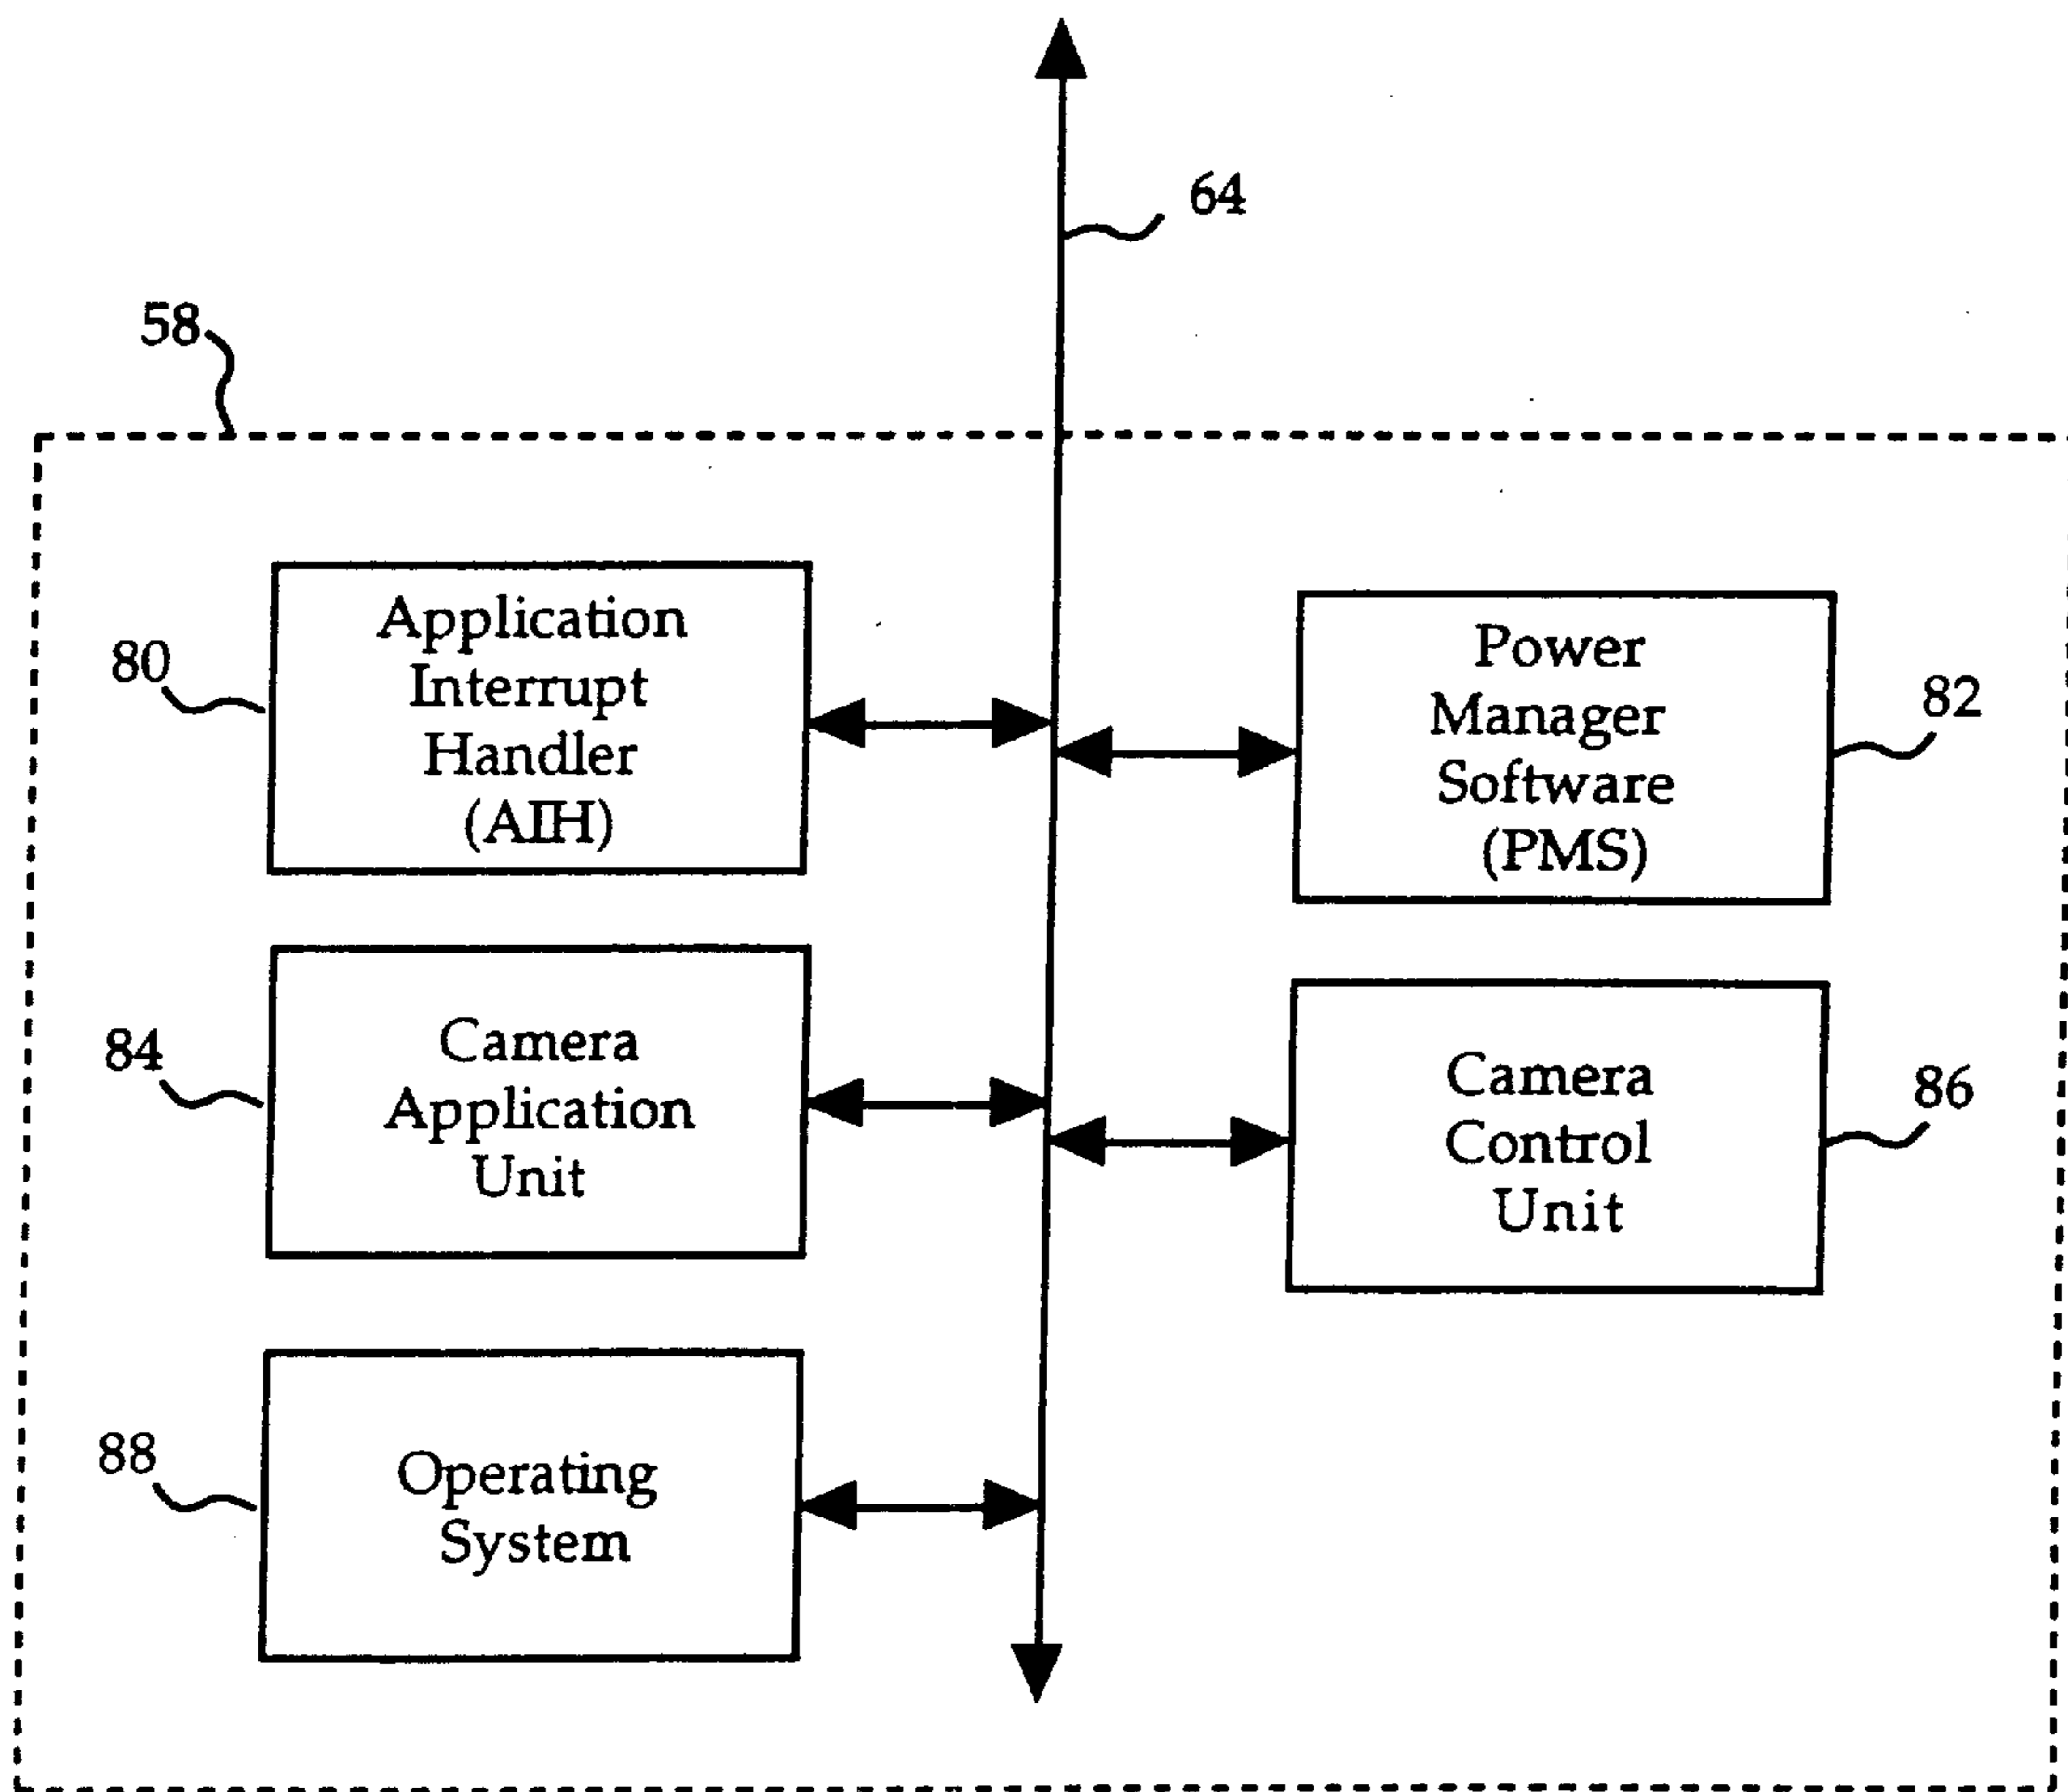 64
58
80
Application
Interrupt
Handler
(AIH)
Power
Manager
Software
(PMS)
82
84
Camera
Application
Unit
Camera
Control
Unit
86
88
Operating
System